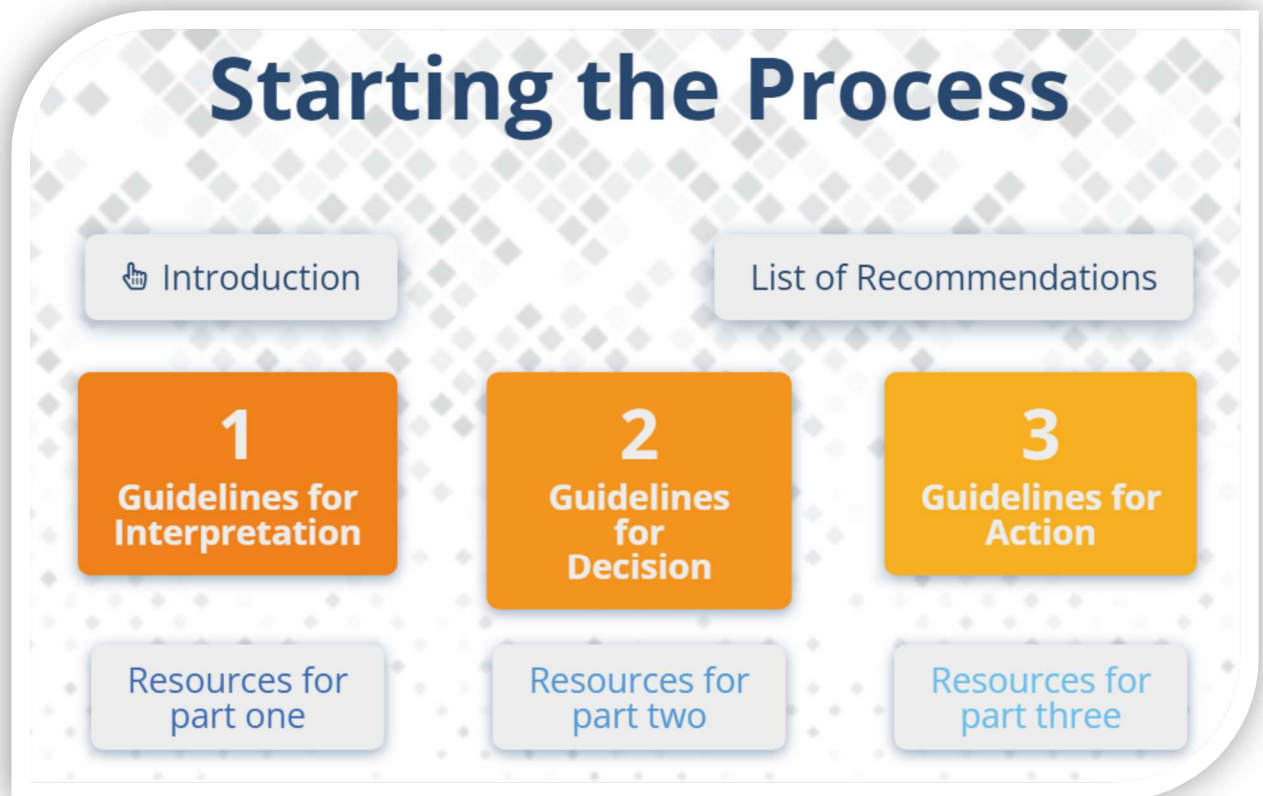 Starting the Process
Introduction
List of Recommendations
1
Guidelines for
Interpretation
2
Guidelines
for
Decision
3
Guidelines for
Action
Resources for
part one
Resources for
part two
Resources for
part three